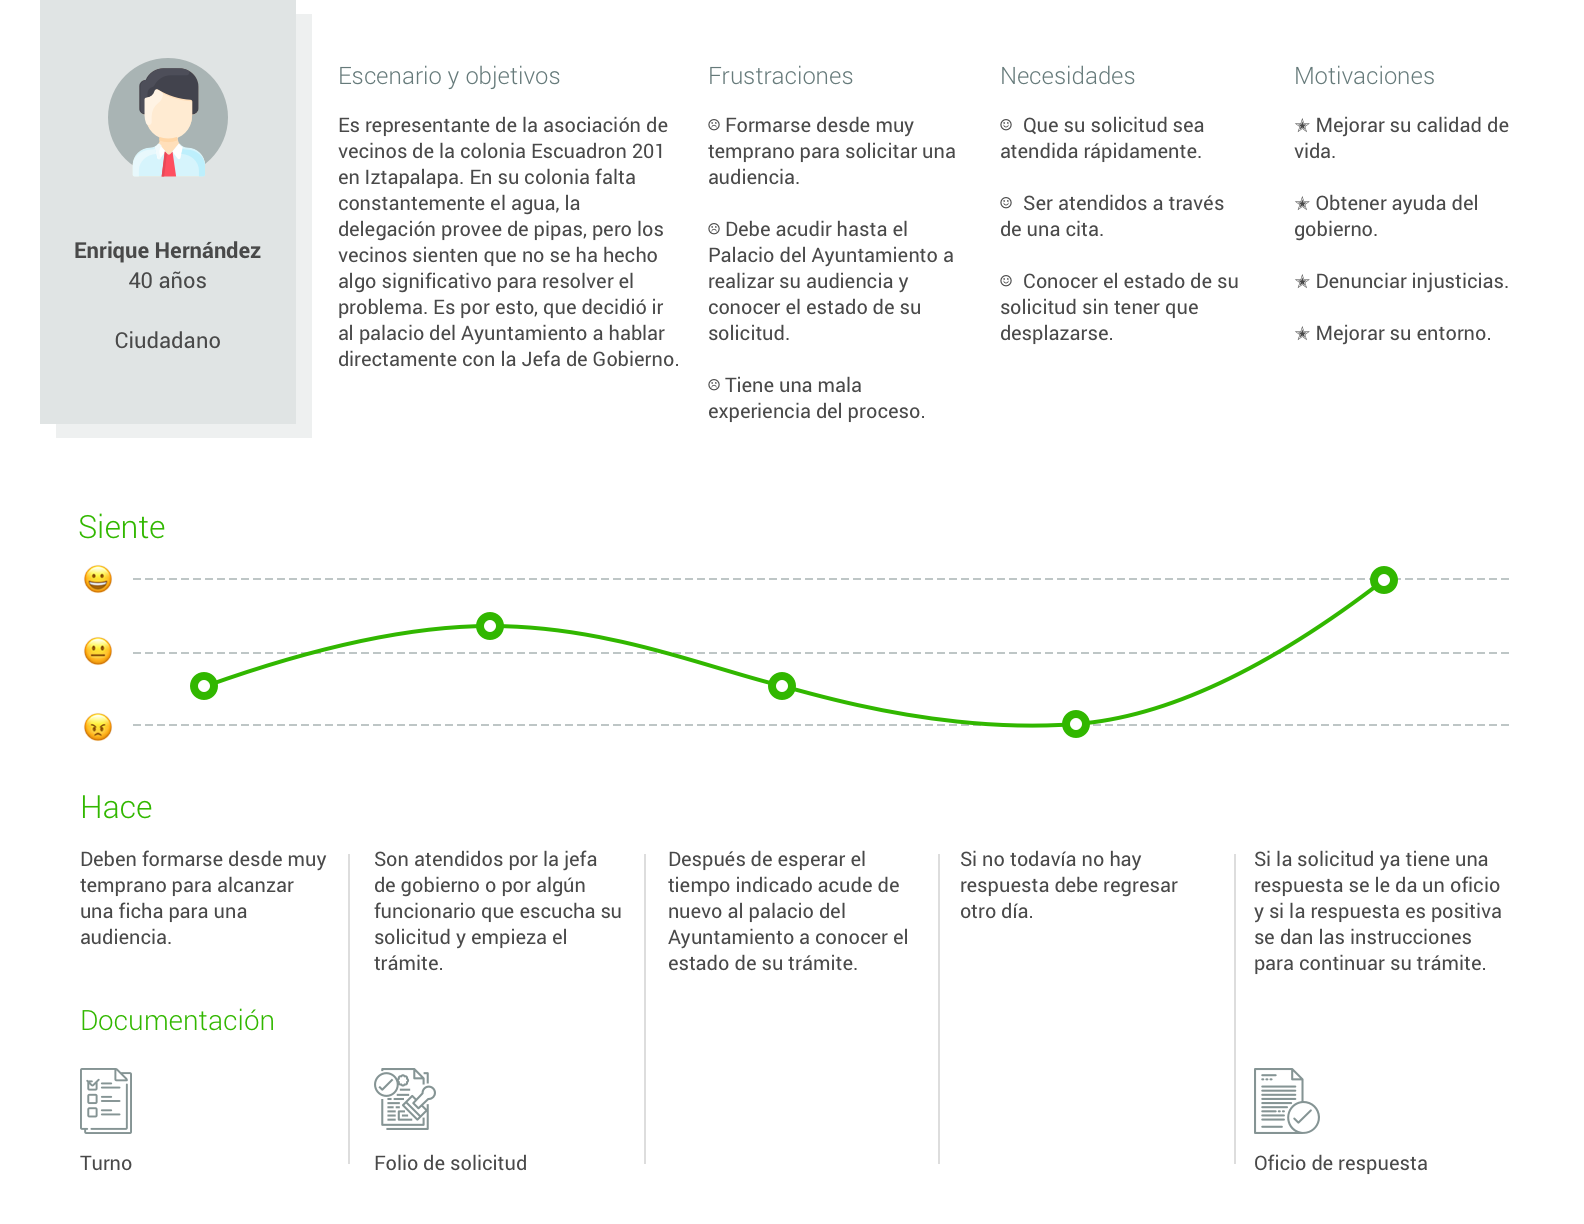 Enrique Hernández
40 años
Ciudadano
Escenario y objetivos
Es representante de la asociación de
vecinos de la colonia Escuadron 201
en Iztapalapa. En su colonia falta
constantemente el agua, la
delegación provee de pipas, pero los
vecinos sienten que no se ha hecho
algo significativo para resolver el
problema. Es por esto, que decidió ir
al palacio del Ayuntamiento a hablar
directamente con la Jefa de Gobierno.
Frustraciones
Formarse desde muy
temprano para solicitar una
audiencia.
Debe acudir hasta el
Palacio del Ayuntamiento a
realizar su audiencia y
conocer el estado de su
solicitud.
Tiene una mala
experiencia del proceso.
Necesidades
Que su solicitud sea
atendida rápidamente.
Ser atendidos a través
de una cita.
Conocer el estado de su
solicitud sin tener que
desplazarse.
Motivaciones
Mejorar su calidad de
vida.
Obtener ayuda del
gobierno.
Denunciar injusticias.
Mejorar su entorno.
Siente
Hace
Deben formarse desde muy
temprano para alcanzar
una ficha para una
audiencia.
Son atendidos por la jefa
de gobierno o por algún
funcionario que escucha su
solicitud y empieza el
trámite.
Después de esperar el
tiempo indicado acude de
nuevo al palacio del
Ayuntamiento a conocer el
estado de su trámite.
Si no todavía no hay
respuesta debe regresar
otro día.
Si la solicitud ya tiene una
respuesta se le da un oficio
y si la respuesta es positiva
se dan las instrucciones
para continuar su trámite.
Documentación
Turno
Folio de solicitud
Oficio de respuesta